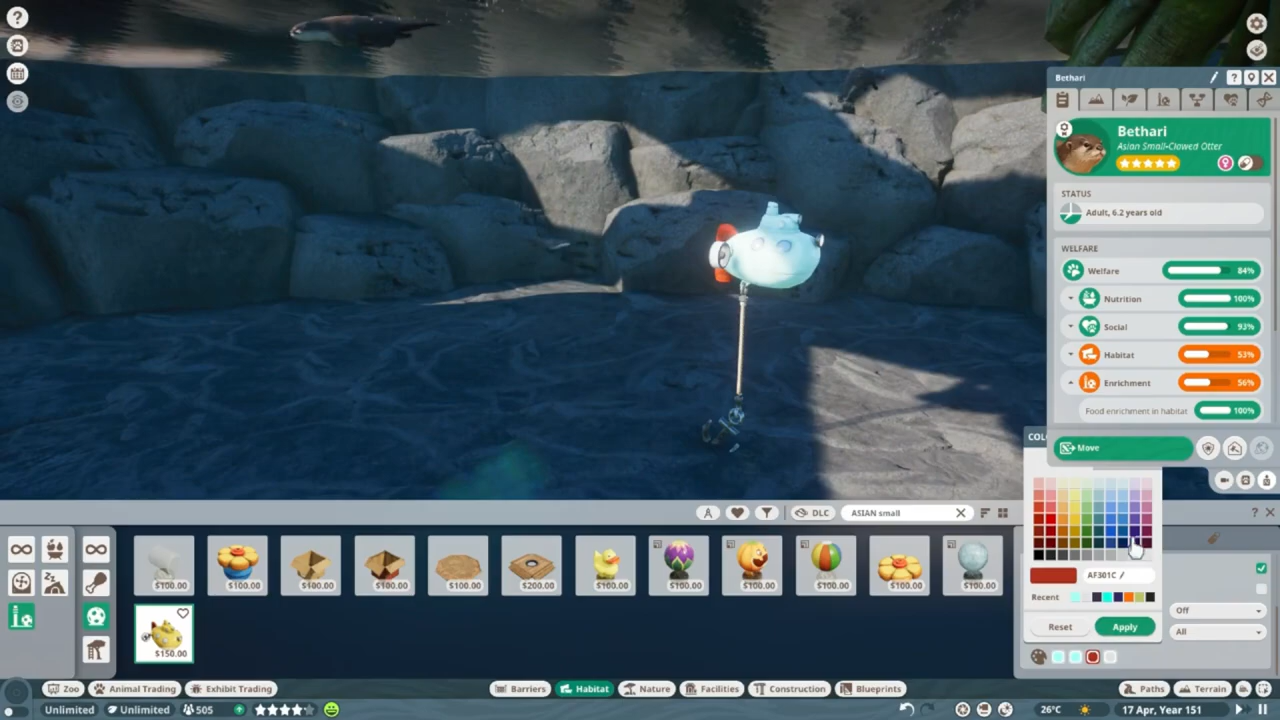 Bethari
Bethari
Asian Small-Clawed Otter
STATUS
Adult, 6.2 years old
WELFARE
Welfare 84%
Nutrition 100%
Social 93%
Habitat 53%
Enrichment 56%
Food enrichment in habitat 100%
Move
COL
AF301C
Recent
Reset Apply
Off
All
DLC ASIAN small
$100.00 $100.00 $100.00 $100.00 $100.00 $200.00 $100.00 $100.00 $100.00 $100.00 $100.00 $100.00
$150.00
Zoo Animal Trading Exhibit Trading Barriers Habitat Nature Facilities Construction Blueprints Paths Terrain
Unlimited Unlimited 505 26°C 17 Apr, Year 151